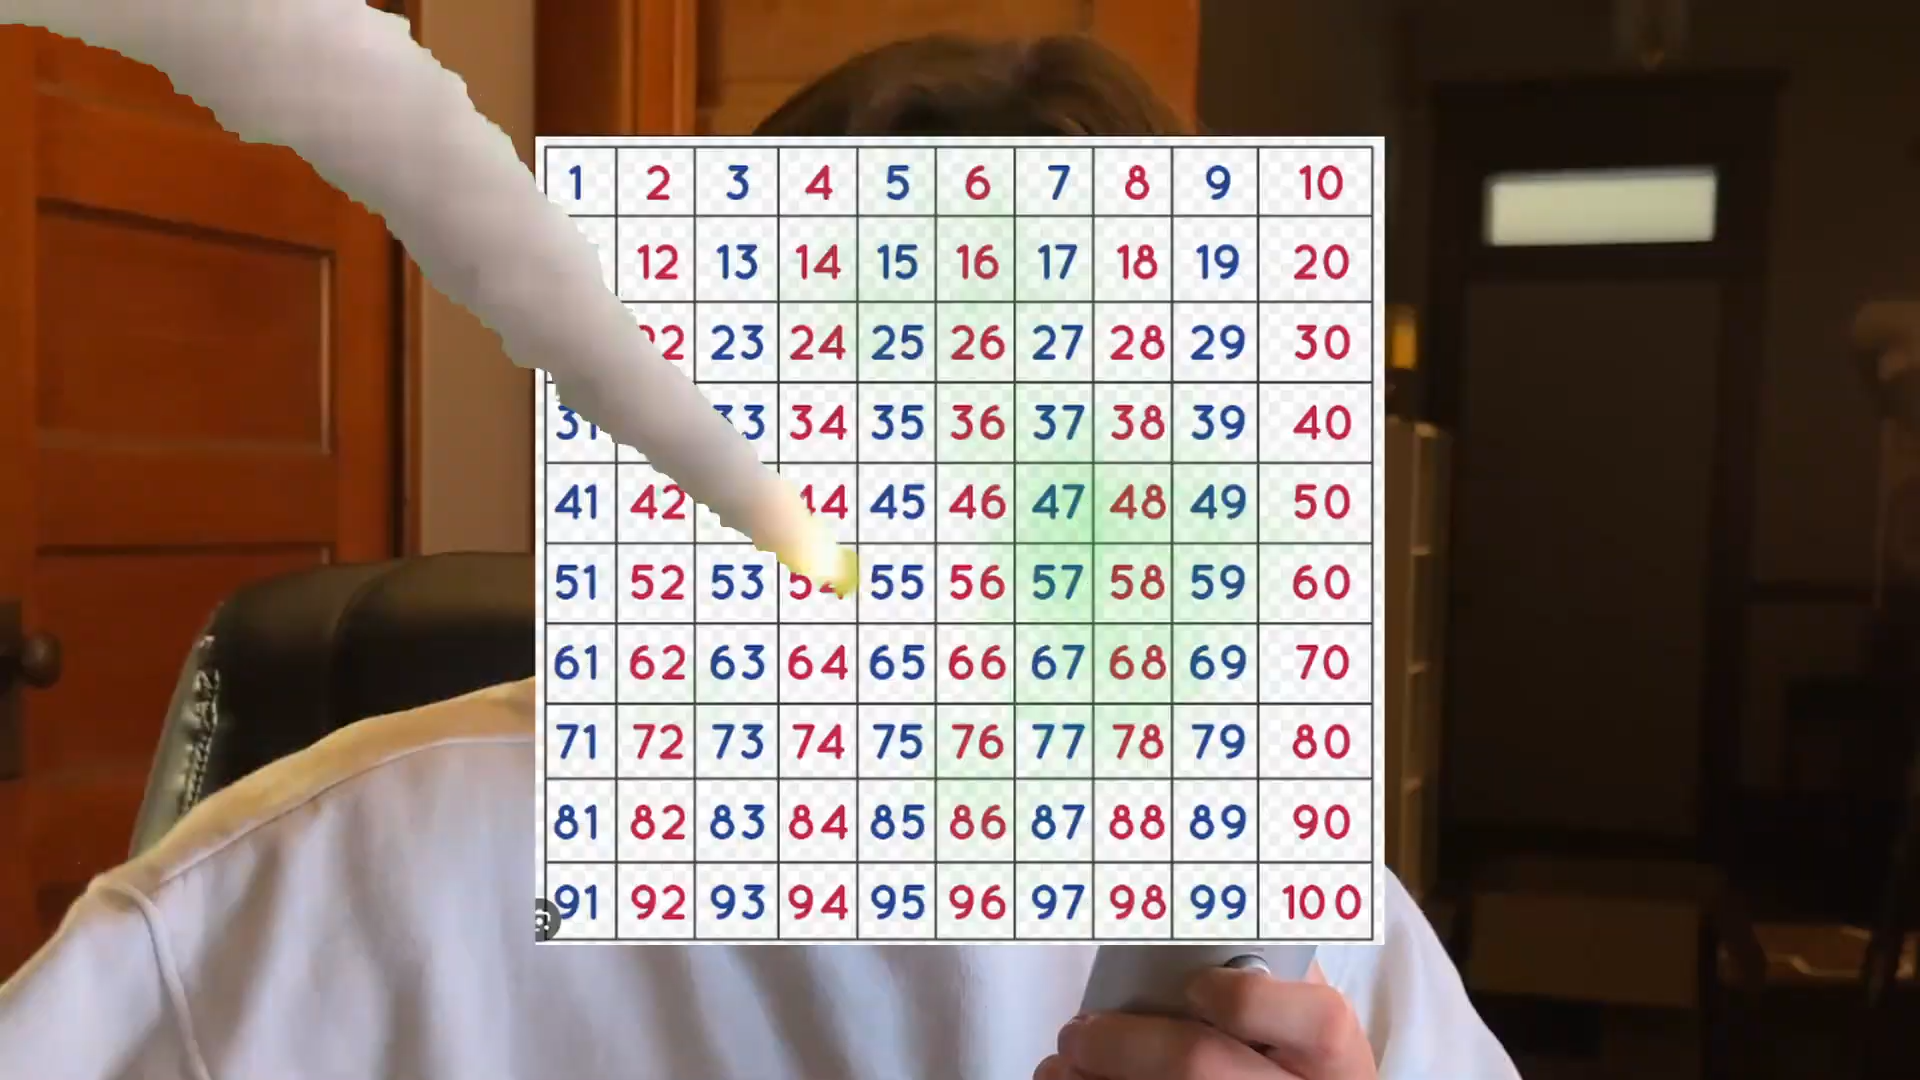 1 2 3 4 5 6 7 8 9 10
12 13 14 15 16 17 18 19 20
23 24 25 26 27 28 29 30
34 35 36 37 38 39 40
41 42 45 46 47 48 49 50
51 52 53 55 56 57 58 59 60
61 62 63 64 65 66 67 68 69 70
71 72 73 74 75 76 77 78 79 80
81 82 83 84 85 86 87 88 89 90
91 92 93 94 95 96 97 98 99 100